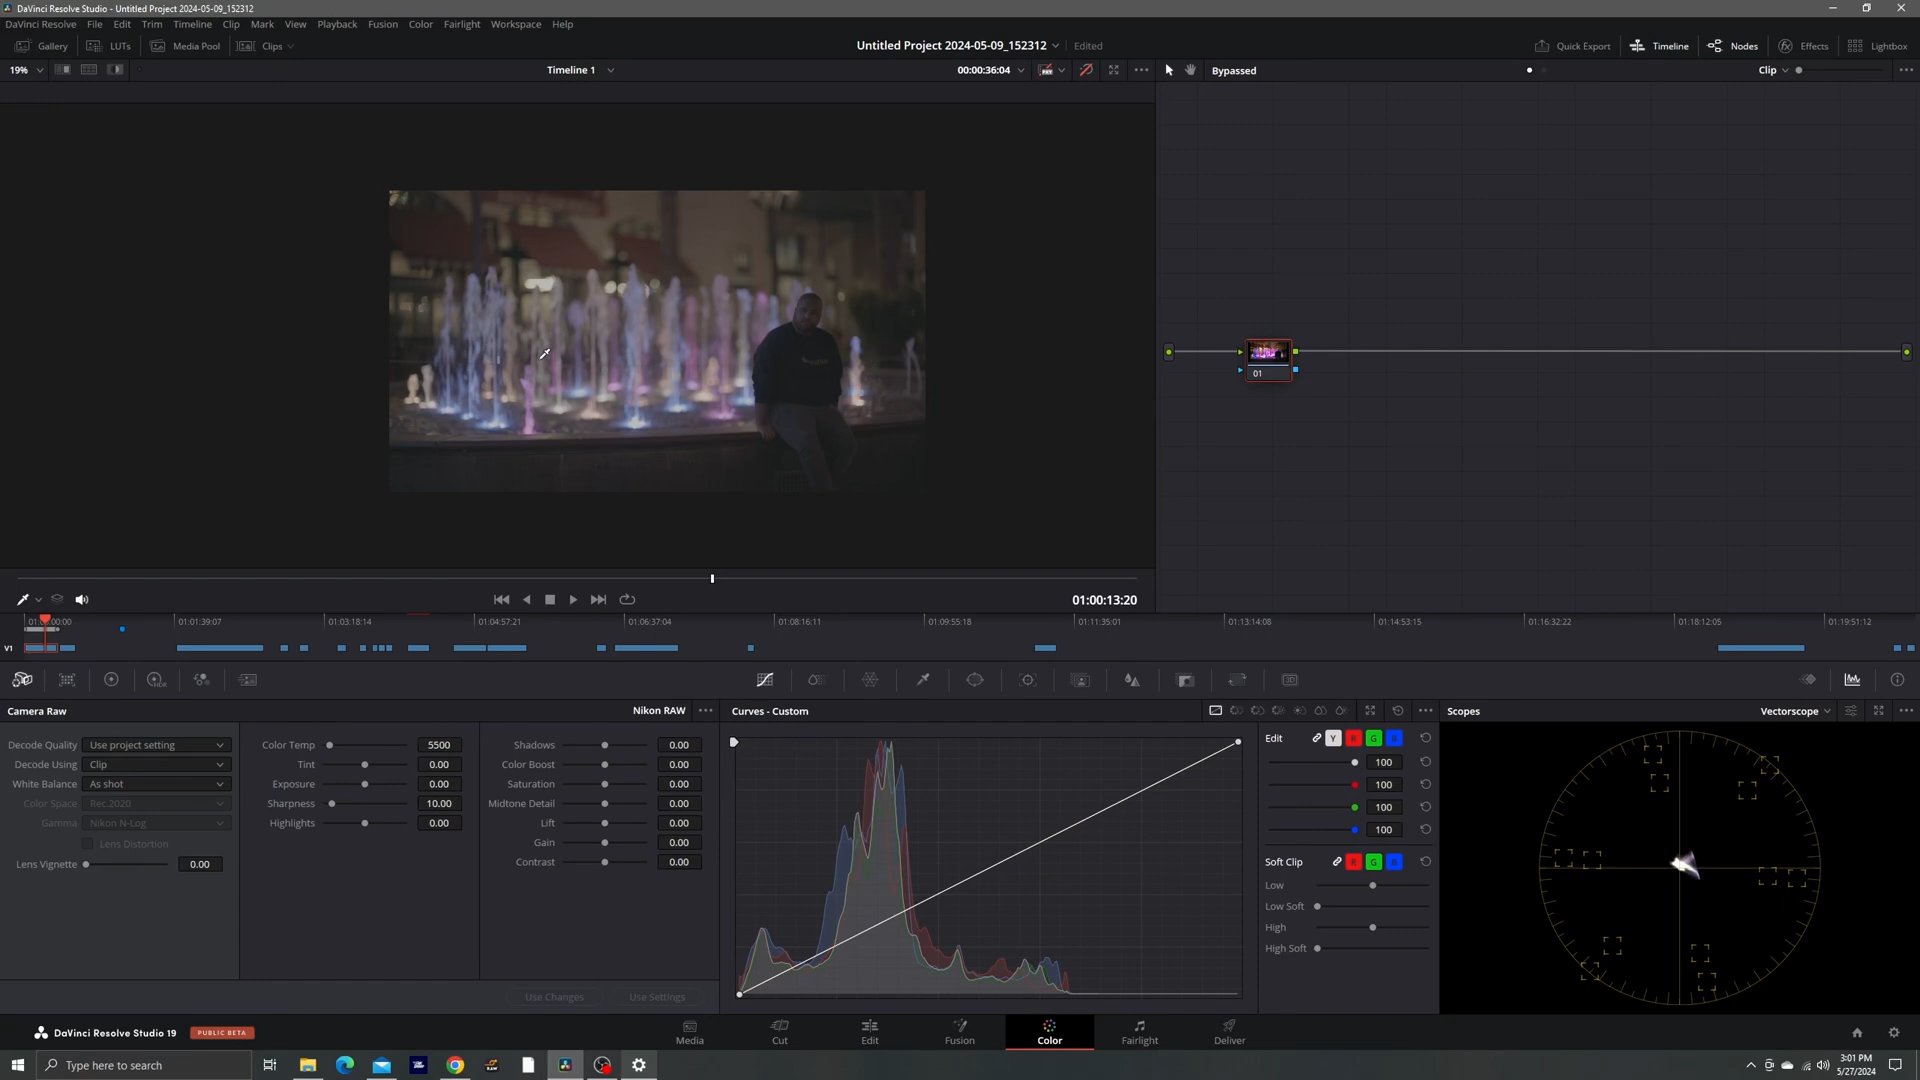 DaVinci Resolve Studio - Untitled Project 2024-05-09_152312
DaVinci Resolve File Edit Trim Timeline Clip Mark View Playback Fusion Color Fairlight Workspace Help
Gallery LUTs Media Pool Clips Untitled Project 2024-05-09_152312 Edited Quick Export Timeline Nodes Effects Lightbox
19% Timeline 1 00:00:36:04 Bypassed Clip
01
01:00:13:20
01:01:39:07 01:03:18:14 01:04:57:21 01:06:37:04 01:08:16:11 01:09:55:18 01:11:35:01 01:13:14:08 01:14:53:15 01:16:32:22 01:18:12:05 01:19:51:12
V1
Camera Raw Nikon RAW Curves - Custom Scopes Vectorscope
Decode Quality Use project setting
Decode Using Clip
White Balance As shot
Color Space Rec.2020
Gamma Nikon N-Log
Lens Distortion
Lens Vignette 0.00
Color Temp 5500
Tint 0.00
Exposure 0.00
Sharpness 10.00
Highlights 0.00
Shadows 0.00
Color Boost 0.00
Saturation 0.00
Midtone Detail 0.00
Lift 0.00
Gain 0.00
Contrast 0.00
Use Changes Use Settings
Edit Y R G B
100
100
100
100
Soft Clip R G B
Low
Low Soft
High
High Soft
DaVinci Resolve Studio 19 PUBLIC BETA
Media Cut Edit Fusion Color Fairlight Deliver
Type here to search
3:01 PM
5/27/2024